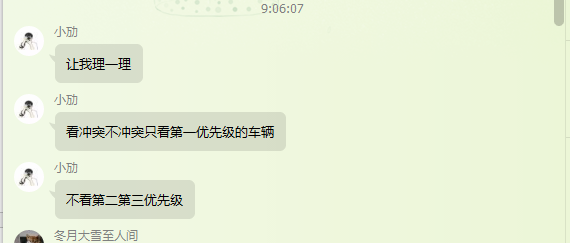 9:06:07
小劢
让我理一理
小劢
看冲突不冲突只看第一优先级的车辆
小劢
不看第二第三优先级
冬月大雪至人间